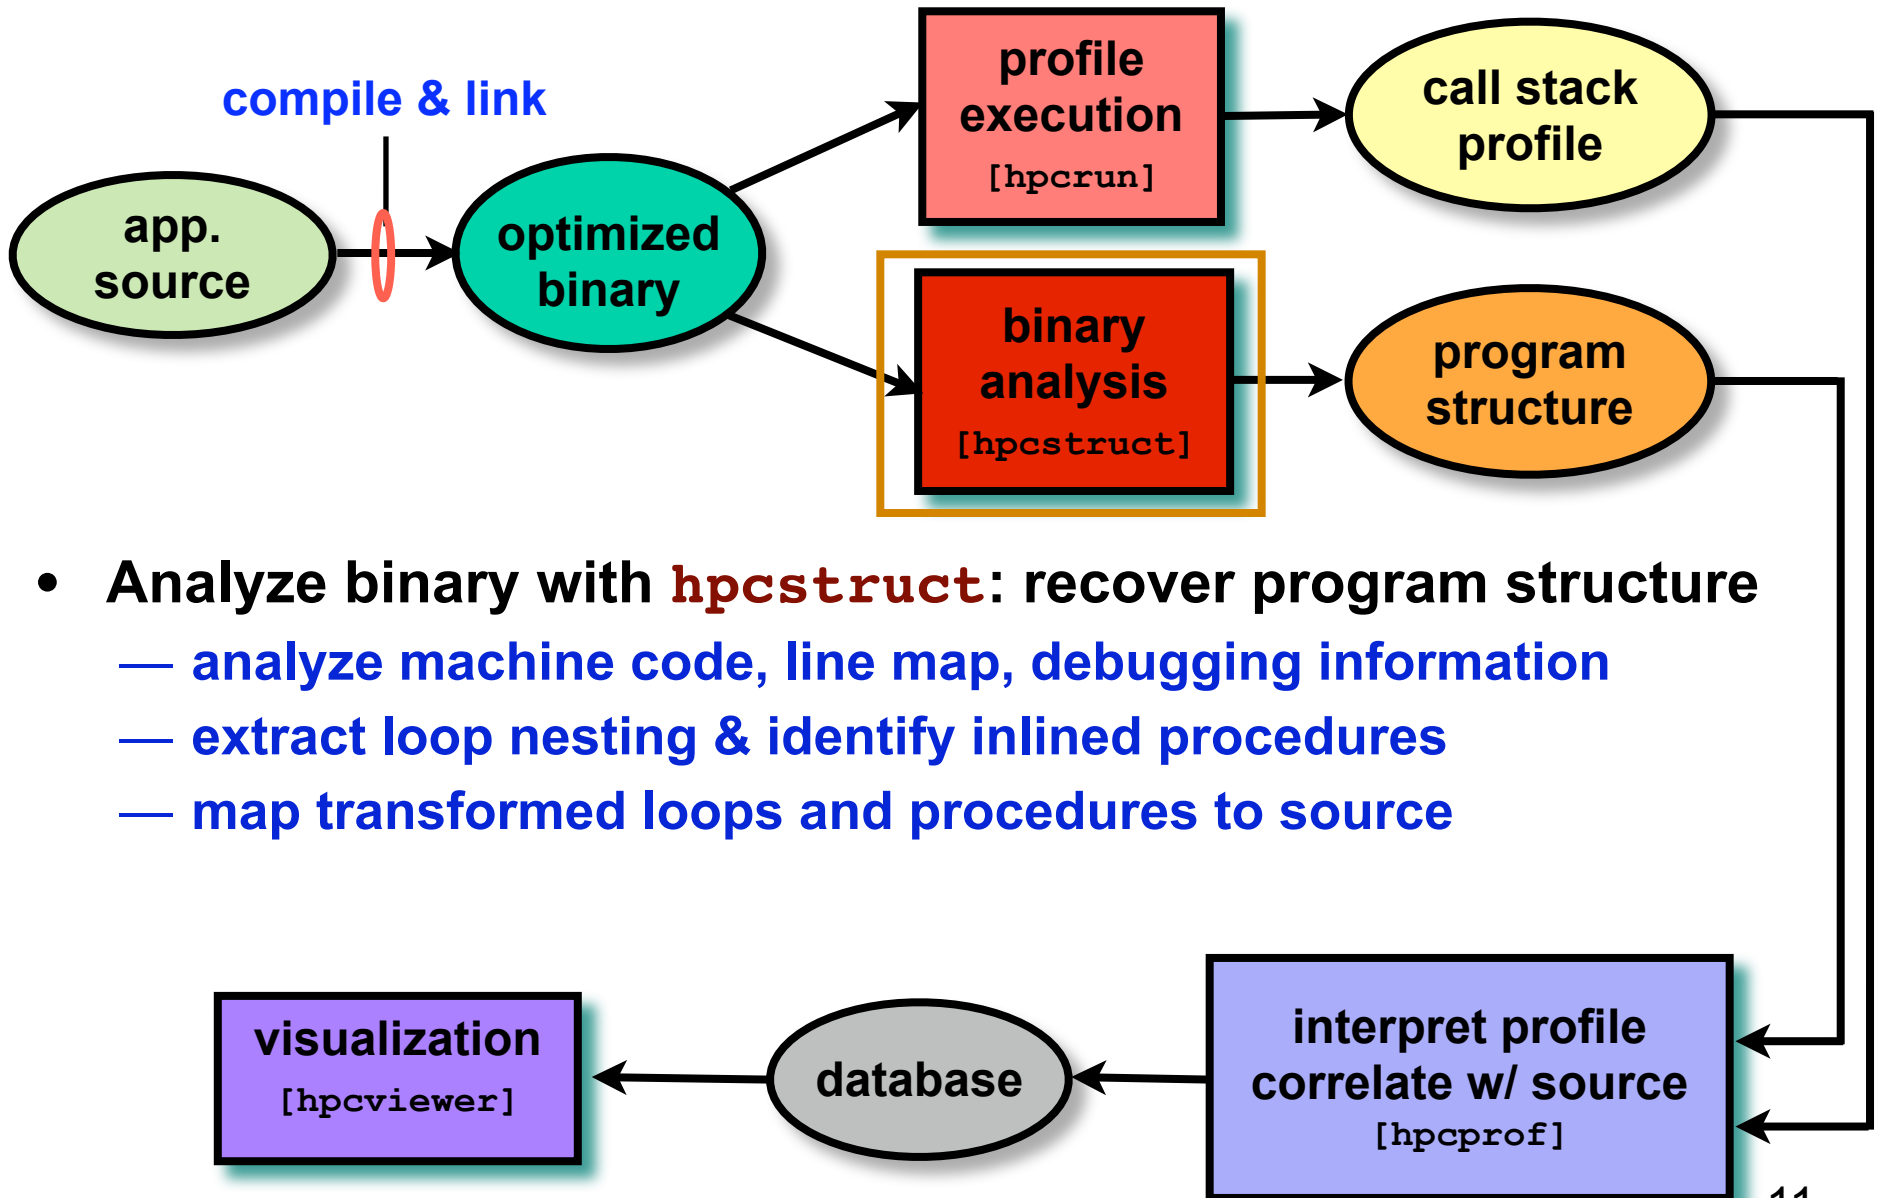 compile & link
app.
source
optimized
binary
profile
execution
[hpcrun]
call stack
profile
binary
analysis
[hpcstruct]
program
structure
• Analyze binary with hpcstruct: recover program structure
— analyze machine code, line map, debugging information
— extract loop nesting & identify inlined procedures
— map transformed loops and procedures to source
visualization
[hpcviewer]
database
interpret profile
correlate w/ source
[hpcprof]
11